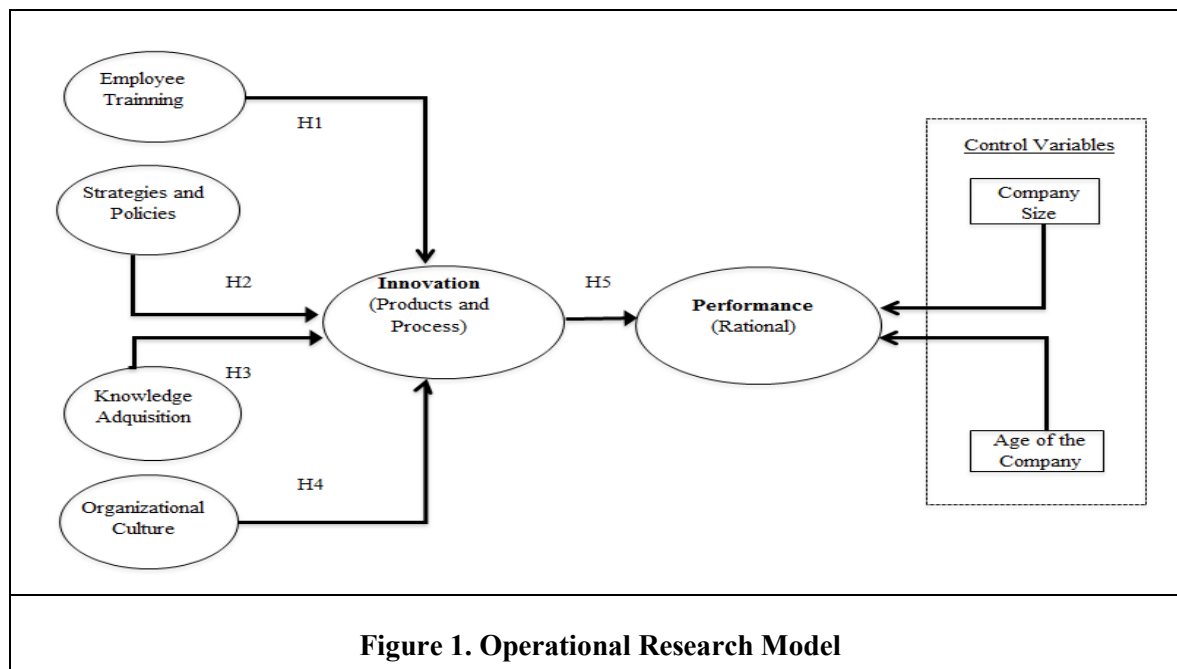 Employee
Trainning
H1
Control Variables
Strategies and
Policies
Company
Size
H2
Innovation
(Products and
Process)
H5
Performance
(Rational)
H3
Knowledge
Adquisition
Age of the
Company
H4
Organizational
Culture
Figure 1. Operational Research Model